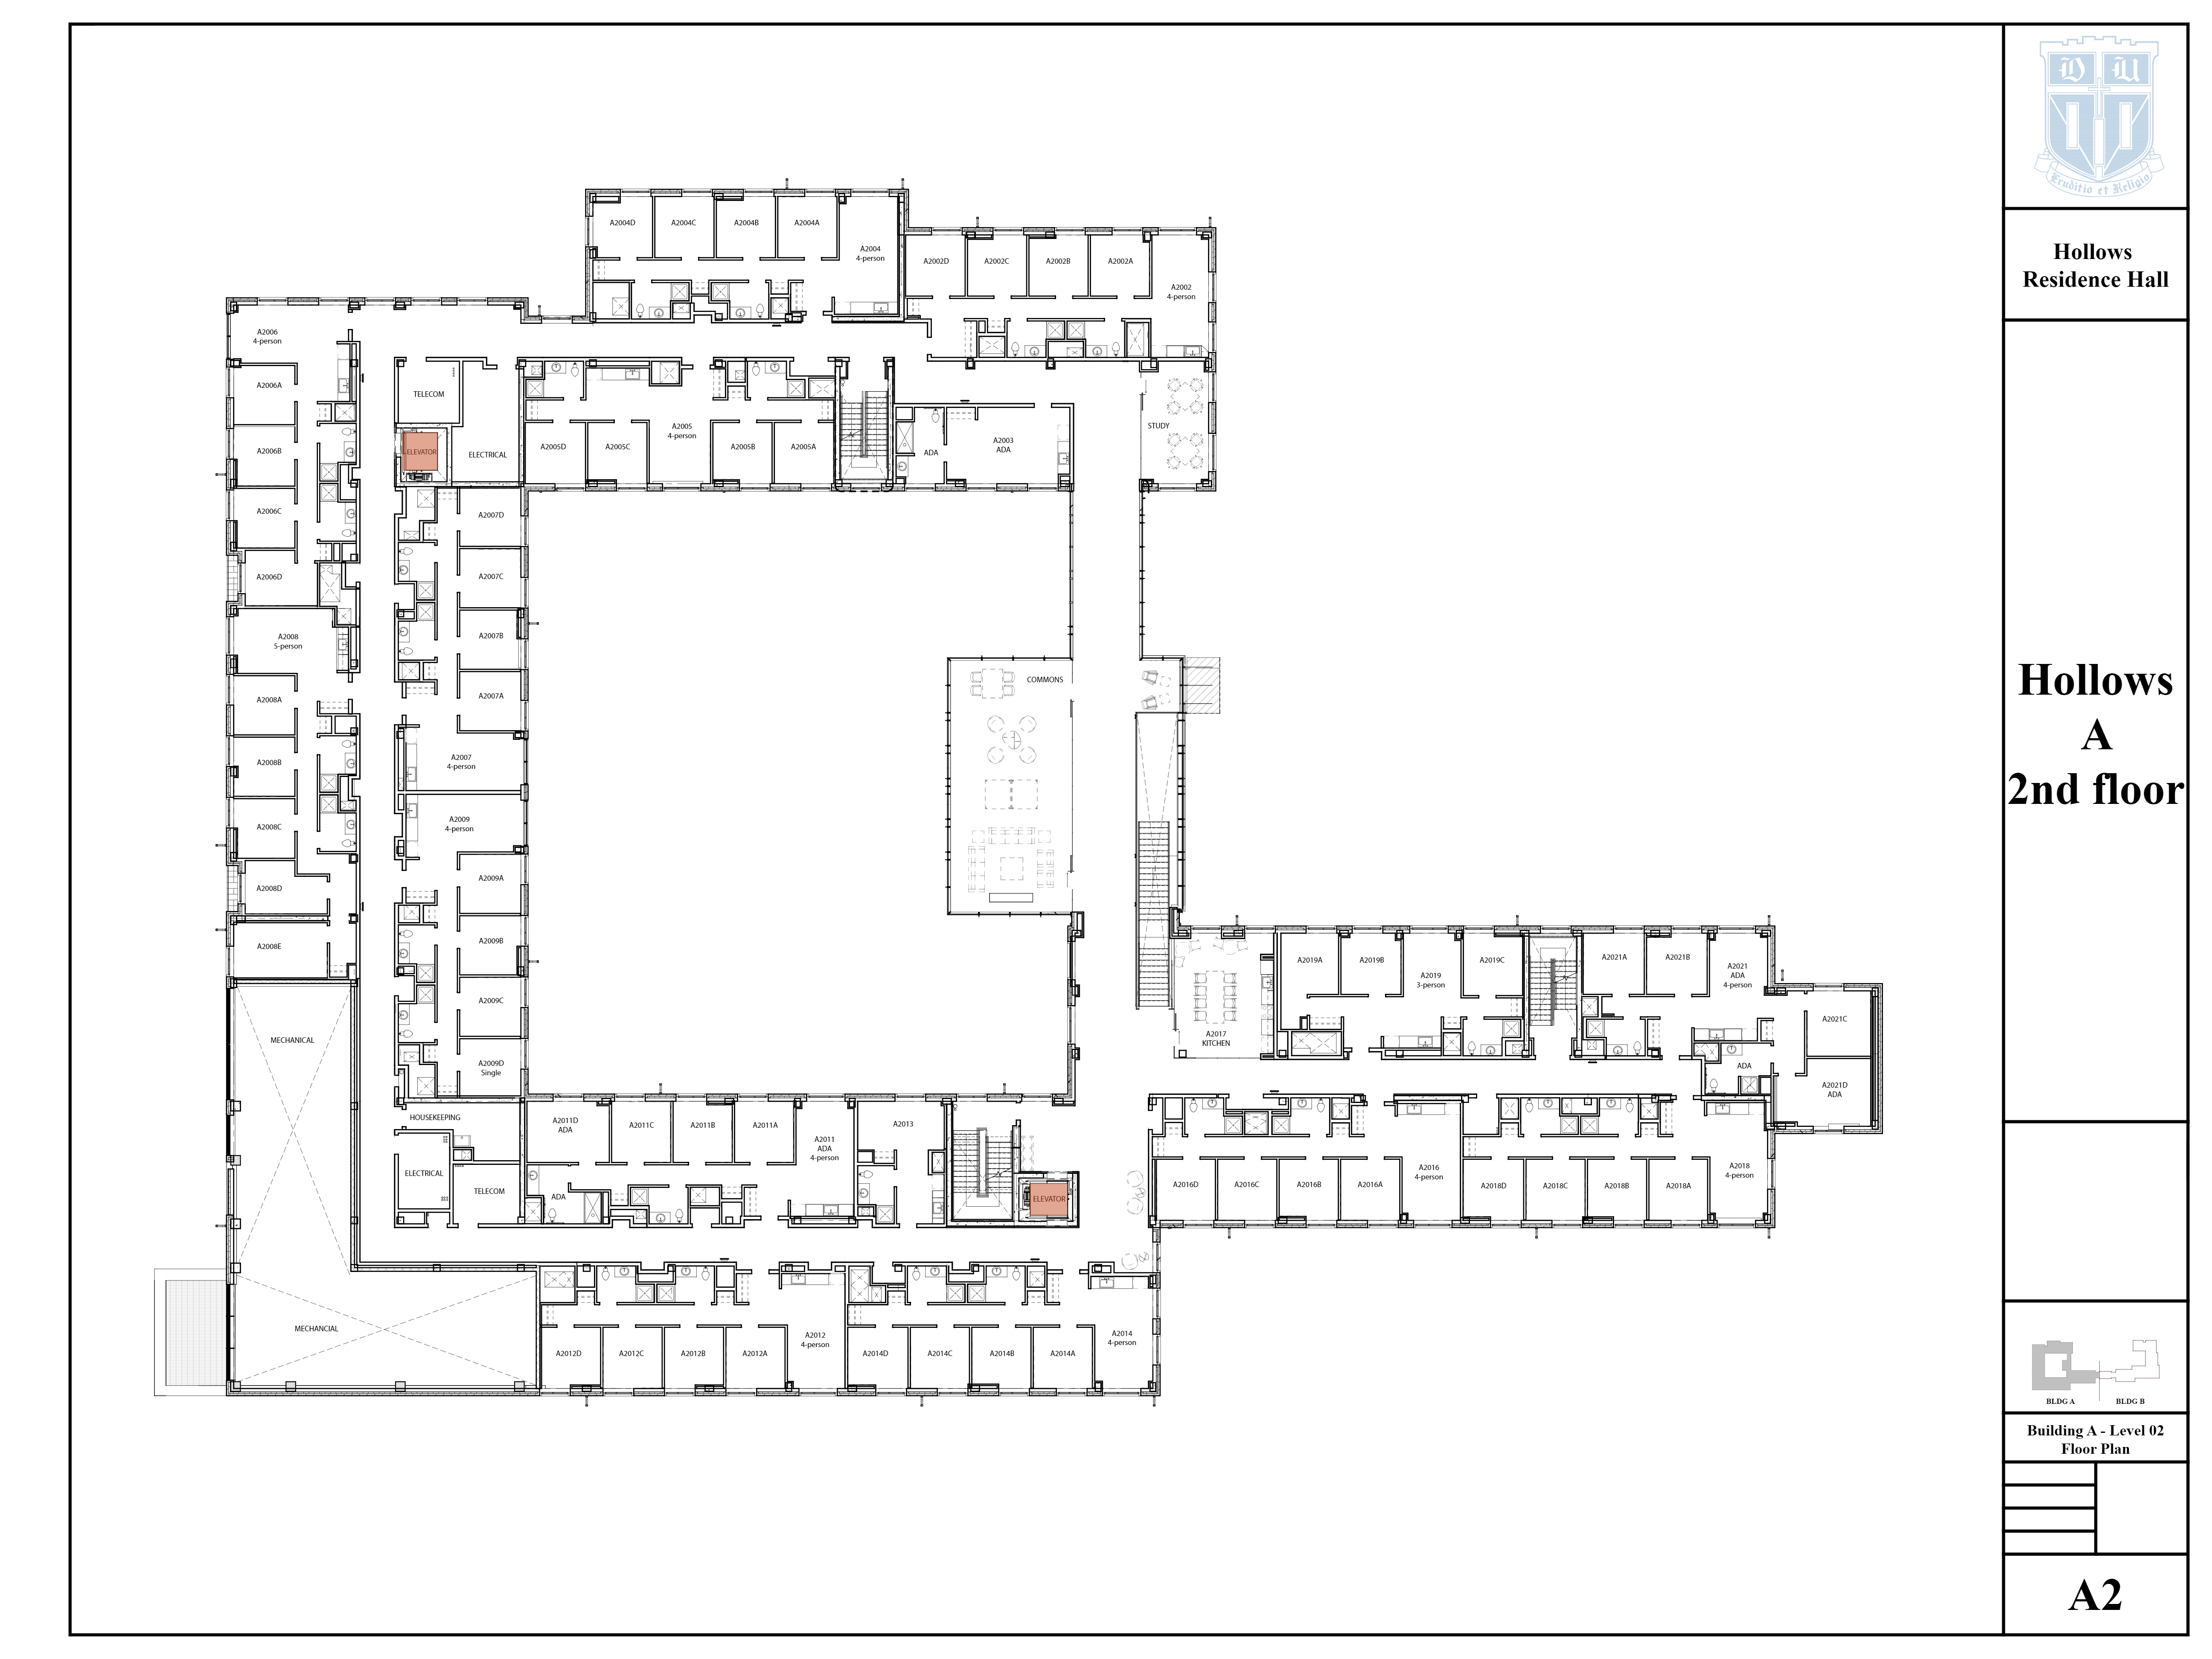 A2004D
A2004C
A2004B
A2004A
A2004
4-person
A2002D
A2002C
A2002B
A2002A
A2002
4-person
A2006
4-person
A2006A
A2006B
A2006C
A2006D
TELECOM
ELEVATOR
ELECTRICAL
A2005D
A2005C
A2005
4-person
A2005B
A2005A
ADA
A2003
ADA
STUDY
A2007D
A2007C
A2007B
A2007A
A2007
4-person
A2008
5-person
A2008A
A2008B
A2008C
A2008D
A2008E
A2009
4-person
A2009A
A2009B
A2009C
A2009D
Single
COMMONS
MECHANICAL
MECHANCIAL
HOUSEKEEPING
ELECTRICAL
TELECOM
A2011D
ADA
A2011C
A2011B
A2011A
A2011
ADA
4-person
ADA
A2013
ELEVATOR
A2012D
A2012C
A2012B
A2012A
A2012
4-person
A2014D
A2014C
A2014B
A2014A
A2014
4-person
A2017
KITCHEN
A2019A
A2019B
A2019
3-person
A2019C
A2021A
A2021B
A2021
ADA
4-person
A2021C
ADA
A2021D
ADA
A2016D
A2016C
A2016B
A2016A
A2016
4-person
A2018D
A2018C
A2018B
A2018A
A2018
4-person
D U
Eruditio et Religio
Hollows
Residence Hall
Hollows
A
2nd floor
BLDG A
BLDG B
Building A - Level 02
Floor Plan
A2